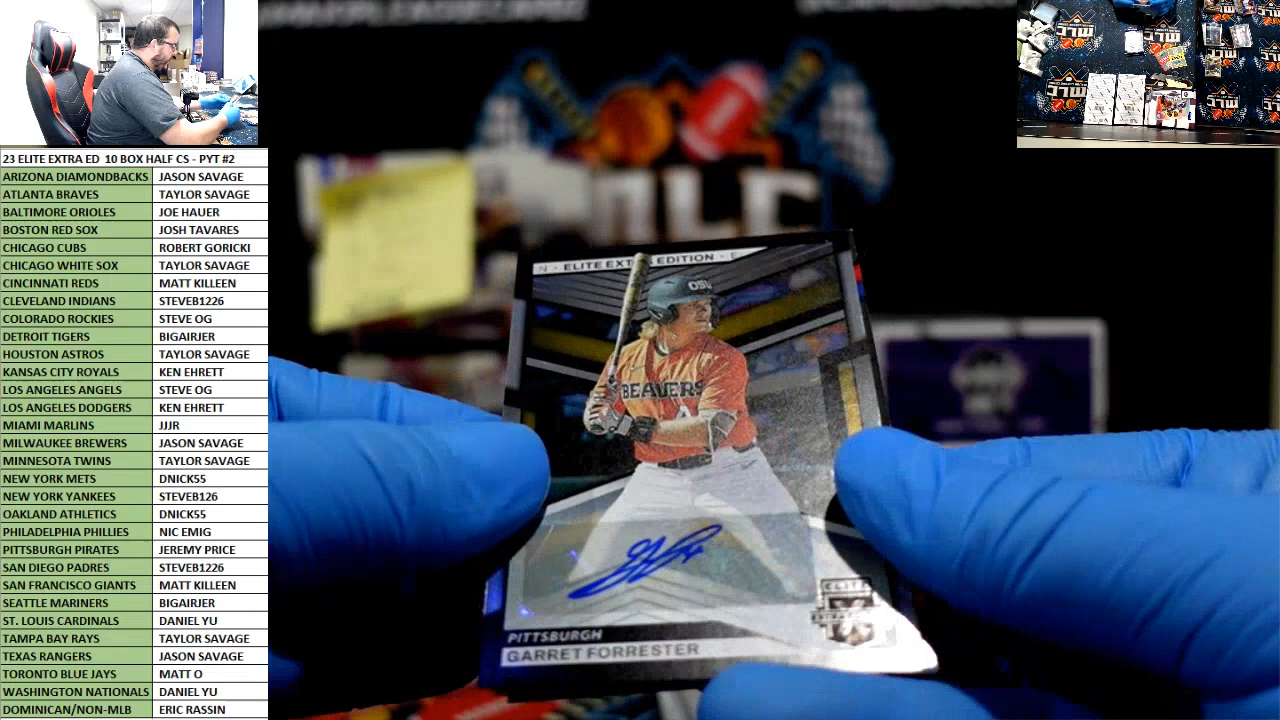 23 ELITE EXTRA ED 10 BOX HALF CS - PYT #2
ARIZONA DIAMONDBACKS JASON SAVAGE
ATLANTA BRAVES TAYLOR SAVAGE
BALTIMORE ORIOLES JOE HAUER
BOSTON RED SOX JOSH TAVARES
CHICAGO CUBS ROBERT GORICKI
CHICAGO WHITE SOX TAYLOR SAVAGE
CINCINNATI REDS MATT KILLEEN
CLEVELAND INDIANS STEVEB1226
COLORADO ROCKIES STEVE OG
DETROIT TIGERS BIGAIRJER
HOUSTON ASTROS TAYLOR SAVAGE
KANSAS CITY ROYALS KEN EHRETT
LOS ANGELES ANGELS STEVE OG
LOS ANGELES DODGERS KEN EHRETT
MIAMI MARLINS JJJR
MILWAUKEE BREWERS JASON SAVAGE
MINNESOTA TWINS TAYLOR SAVAGE
NEW YORK METS DNICK55
NEW YORK YANKEES STEVEB126
OAKLAND ATHLETICS DNICK55
PHILADELPHIA PHILLIES NIC EMIG
PITTSBURGH PIRATES JEREMY PRICE
SAN DIEGO PADRES STEVEB1226
SAN FRANCISCO GIANTS MATT KILLEEN
SEATTLE MARINERS BIGAIRJER
ST. LOUIS CARDINALS DANIEL YU
TAMPA BAY RAYS TAYLOR SAVAGE
TEXAS RANGERS JASON SAVAGE
TORONTO BLUE JAYS MATT O
WASHINGTON NATIONALS DANIEL YU
DOMINICAN/NON-MLB ERIC RASSIN
MLC
ELITE EXTRA EDITION
OSU
BEAVERS
PITTSBURGH
GARRET FORRESTER
ELITE